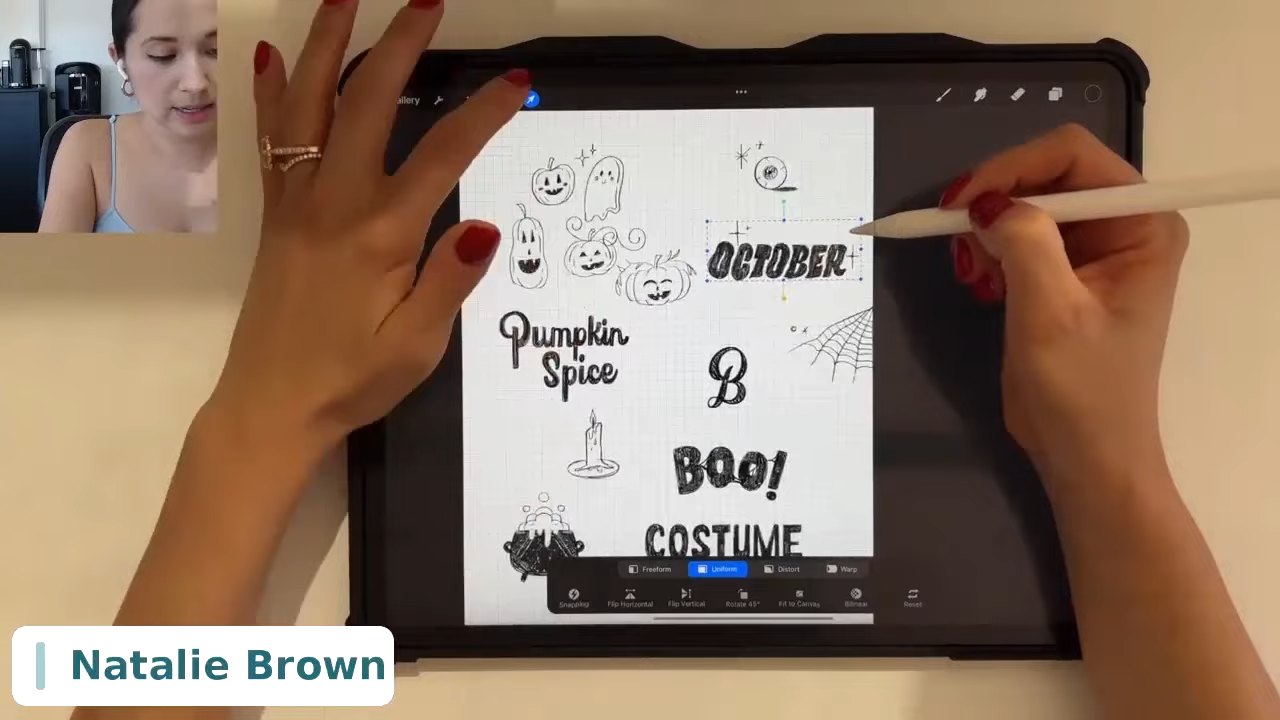 allery
OCTOBER
Pumpkin
Spice
B
BOO!
COSTUME
Freeform
Uniform
Distort
Warp
Snapping
Flip Horizontal
Flip Vertical
Rotate 45°
Fit to Canvas
Bilinear
Reset
Natalie Brown